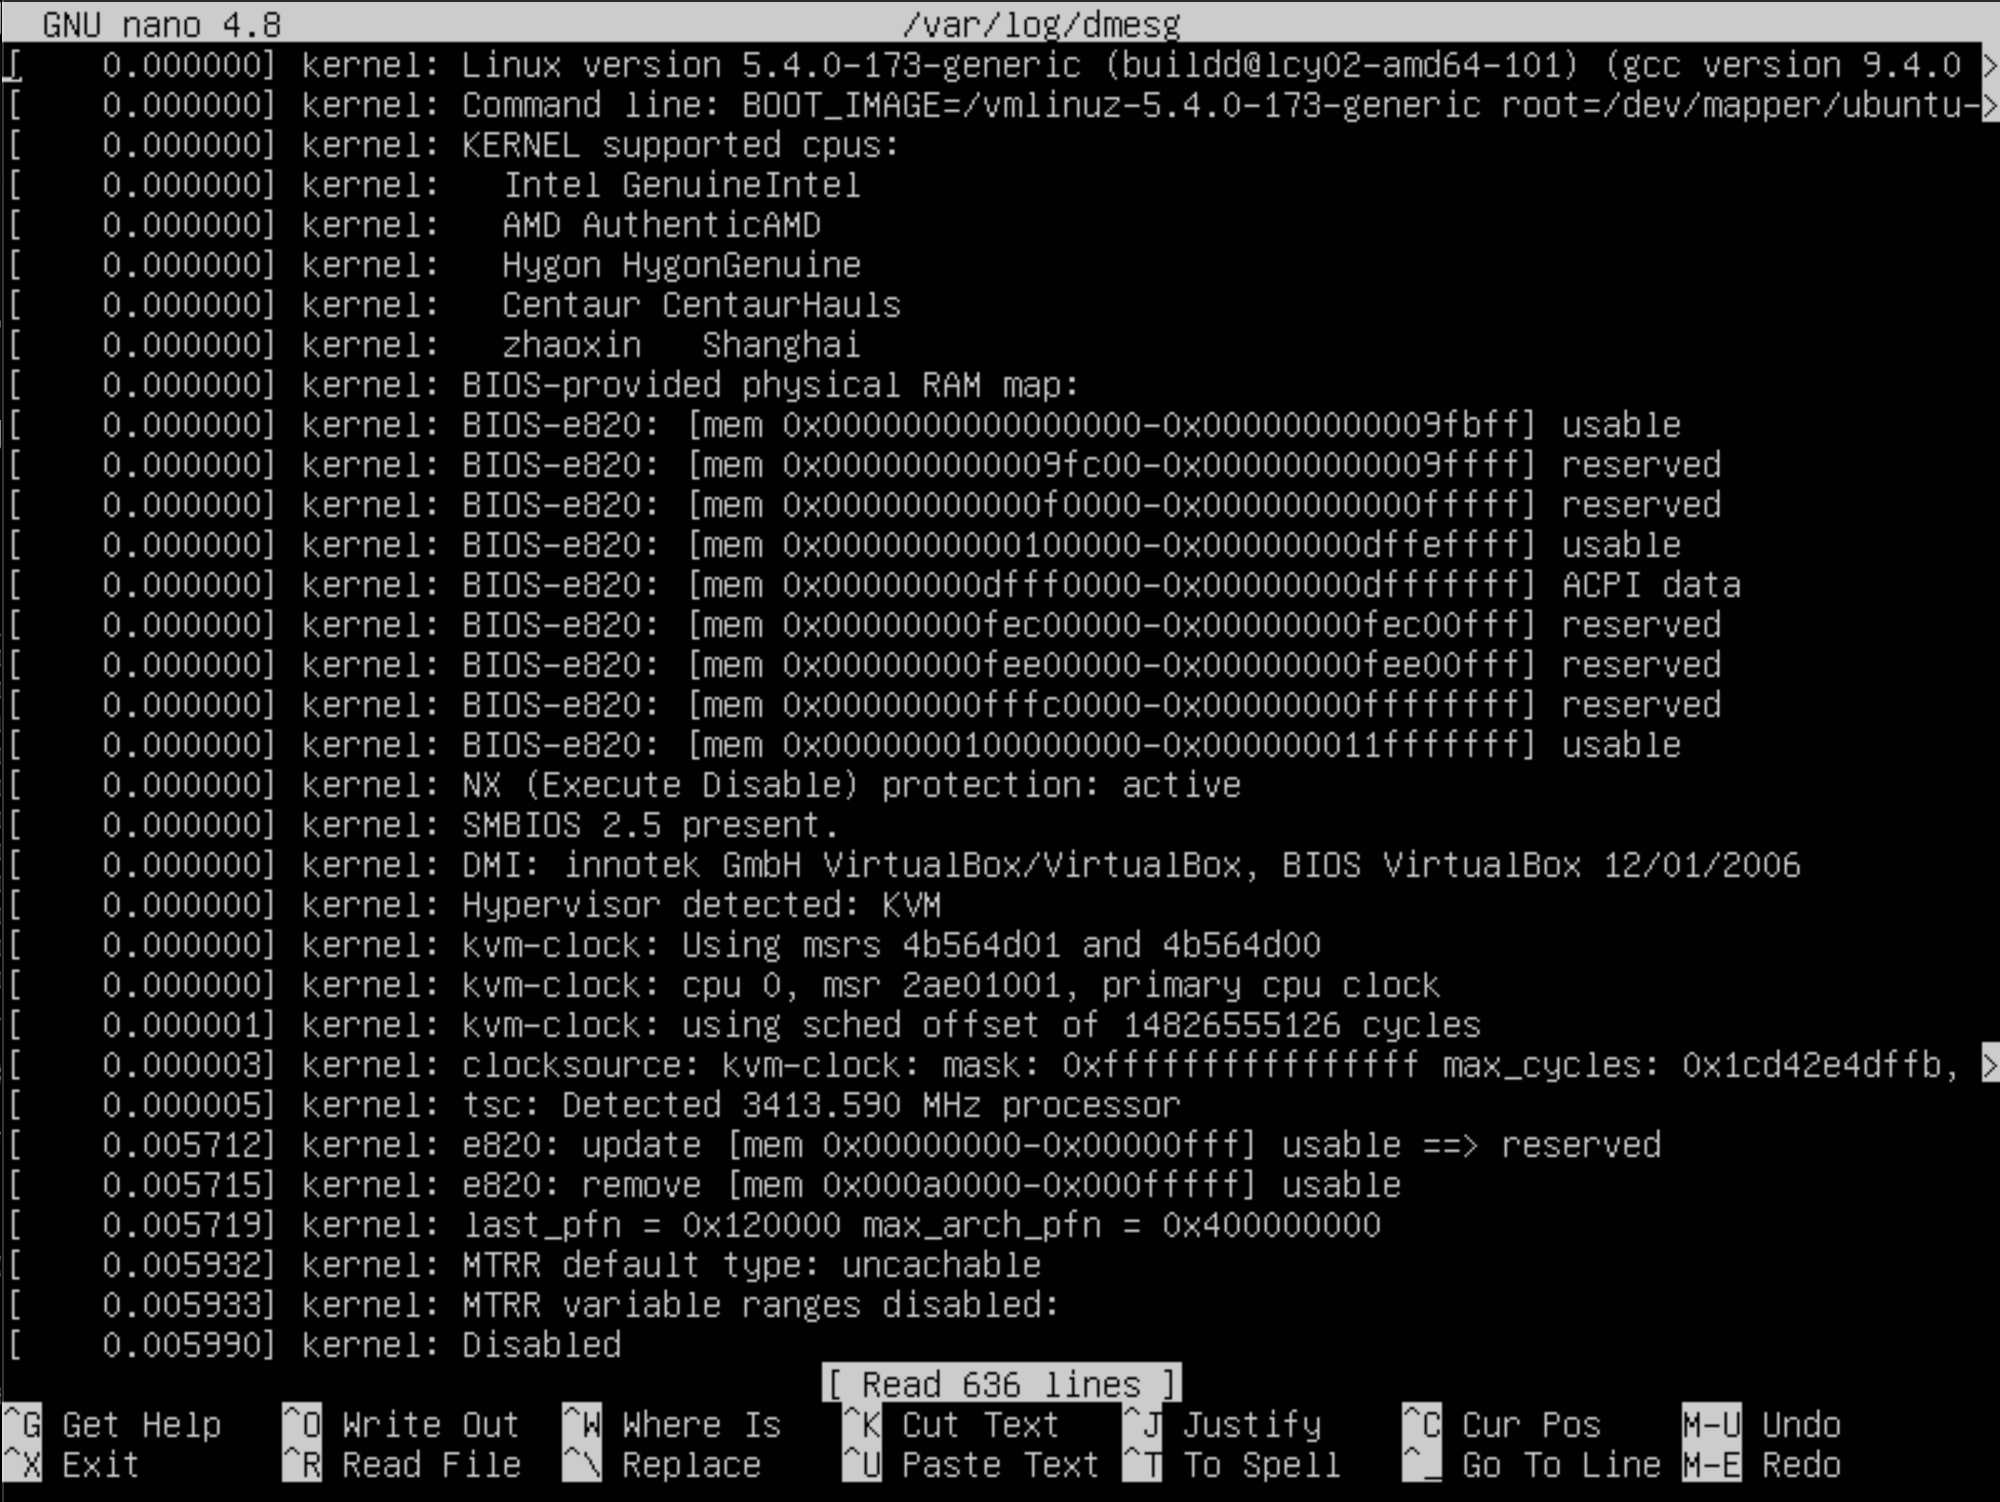 GNU nano 4.8 /var/log/dmesg
[    0.000000] kernel: Linux version 5.4.0-173-generic (buildd@lcy02-amd64-101) (gcc version 9.4.0 >
[    0.000000] kernel: Command line: BOOT_IMAGE=/vmlinuz-5.4.0-173-generic root=/dev/mapper/ubuntu->
[    0.000000] kernel: KERNEL supported cpus:
[    0.000000] kernel:   Intel GenuineIntel
[    0.000000] kernel:   AMD AuthenticAMD
[    0.000000] kernel:   Hygon HygonGenuine
[    0.000000] kernel:   Centaur CentaurHauls
[    0.000000] kernel:   zhaoxin   Shanghai
[    0.000000] kernel: BIOS-provided physical RAM map:
[    0.000000] kernel: BIOS-e820: [mem 0x0000000000000000-0x000000000009fbff] usable
[    0.000000] kernel: BIOS-e820: [mem 0x000000000009fc00-0x000000000009ffff] reserved
[    0.000000] kernel: BIOS-e820: [mem 0x00000000000f0000-0x00000000000fffff] reserved
[    0.000000] kernel: BIOS-e820: [mem 0x0000000000100000-0x00000000dffeffff] usable
[    0.000000] kernel: BIOS-e820: [mem 0x00000000dfff0000-0x00000000dfffffff] ACPI data
[    0.000000] kernel: BIOS-e820: [mem 0x00000000fec00000-0x00000000fec00fff] reserved
[    0.000000] kernel: BIOS-e820: [mem 0x00000000fee00000-0x00000000fee00fff] reserved
[    0.000000] kernel: BIOS-e820: [mem 0x00000000fffc0000-0x00000000ffffffff] reserved
[    0.000000] kernel: BIOS-e820: [mem 0x0000000100000000-0x000000011fffffff] usable
[    0.000000] kernel: NX (Execute Disable) protection: active
[    0.000000] kernel: SMBIOS 2.5 present.
[    0.000000] kernel: DMI: innotek GmbH VirtualBox/VirtualBox, BIOS VirtualBox 12/01/2006
[    0.000000] kernel: Hypervisor detected: KVM
[    0.000000] kernel: kvm-clock: Using msrs 4b564d01 and 4b564d00
[    0.000000] kernel: kvm-clock: cpu 0, msr 2ae01001, primary cpu clock
[    0.000001] kernel: kvm-clock: using sched offset of 14826555126 cycles
[    0.000003] kernel: clocksource: kvm-clock: mask: 0xffffffffffffffff max_cycles: 0x1cd42e4dffb, >
[    0.000005] kernel: tsc: Detected 3413.590 MHz processor
[    0.005712] kernel: e820: update [mem 0x00000000-0x00000fff] usable ==> reserved
[    0.005715] kernel: e820: remove [mem 0x000a0000-0x000fffff] usable
[    0.005719] kernel: last_pfn = 0x120000 max_arch_pfn = 0x400000000
[    0.005932] kernel: MTRR default type: uncachable
[    0.005933] kernel: MTRR variable ranges disabled:
[    0.005990] kernel: Disabled
[ Read 636 lines ]
^G Get Help ^O Write Out ^W Where Is ^K Cut Text ^J Justify ^C Cur Pos M-U Undo
^X Exit ^R Read File ^\ Replace ^U Paste Text ^T To Spell ^_ Go To Line M-E Redo